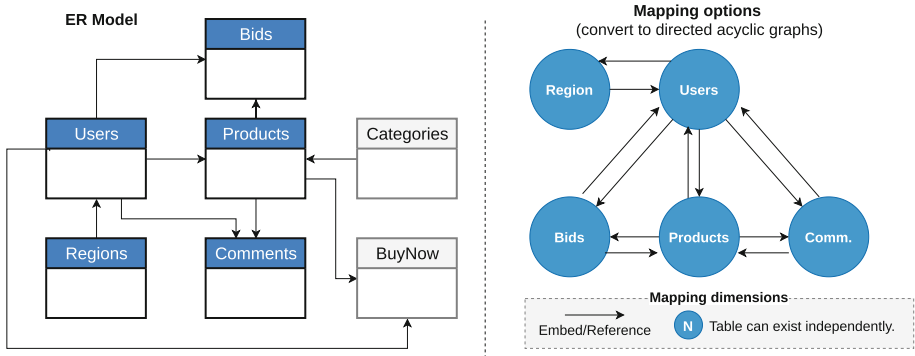 ER Model
Bids
Users
Products
Categories
Regions
Comments
BuyNow
Mapping options
(convert to directed acyclic graphs)
Region
Users
Bids
Products
Comm.
Mapping dimensions
Embed/Reference
N
Table can exist independently.